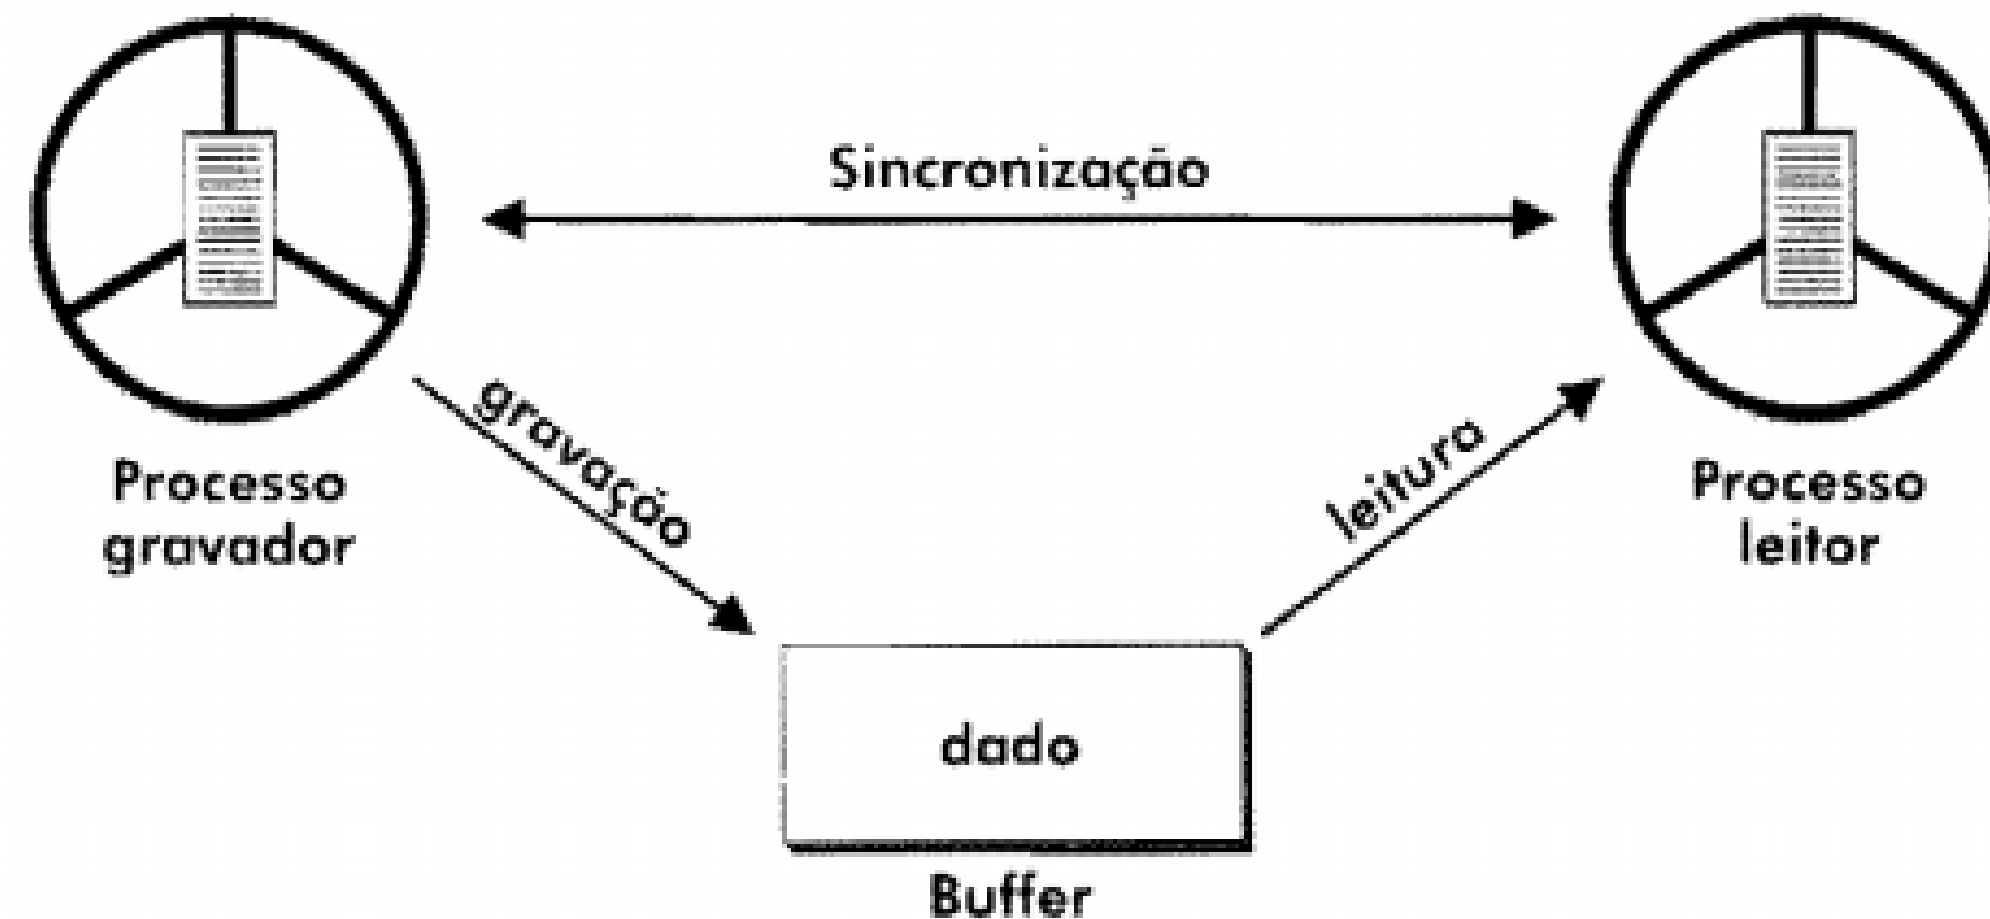 Sincronização
gravação
leitura
Processo
gravador
Processo
leitor
dado
Buffer